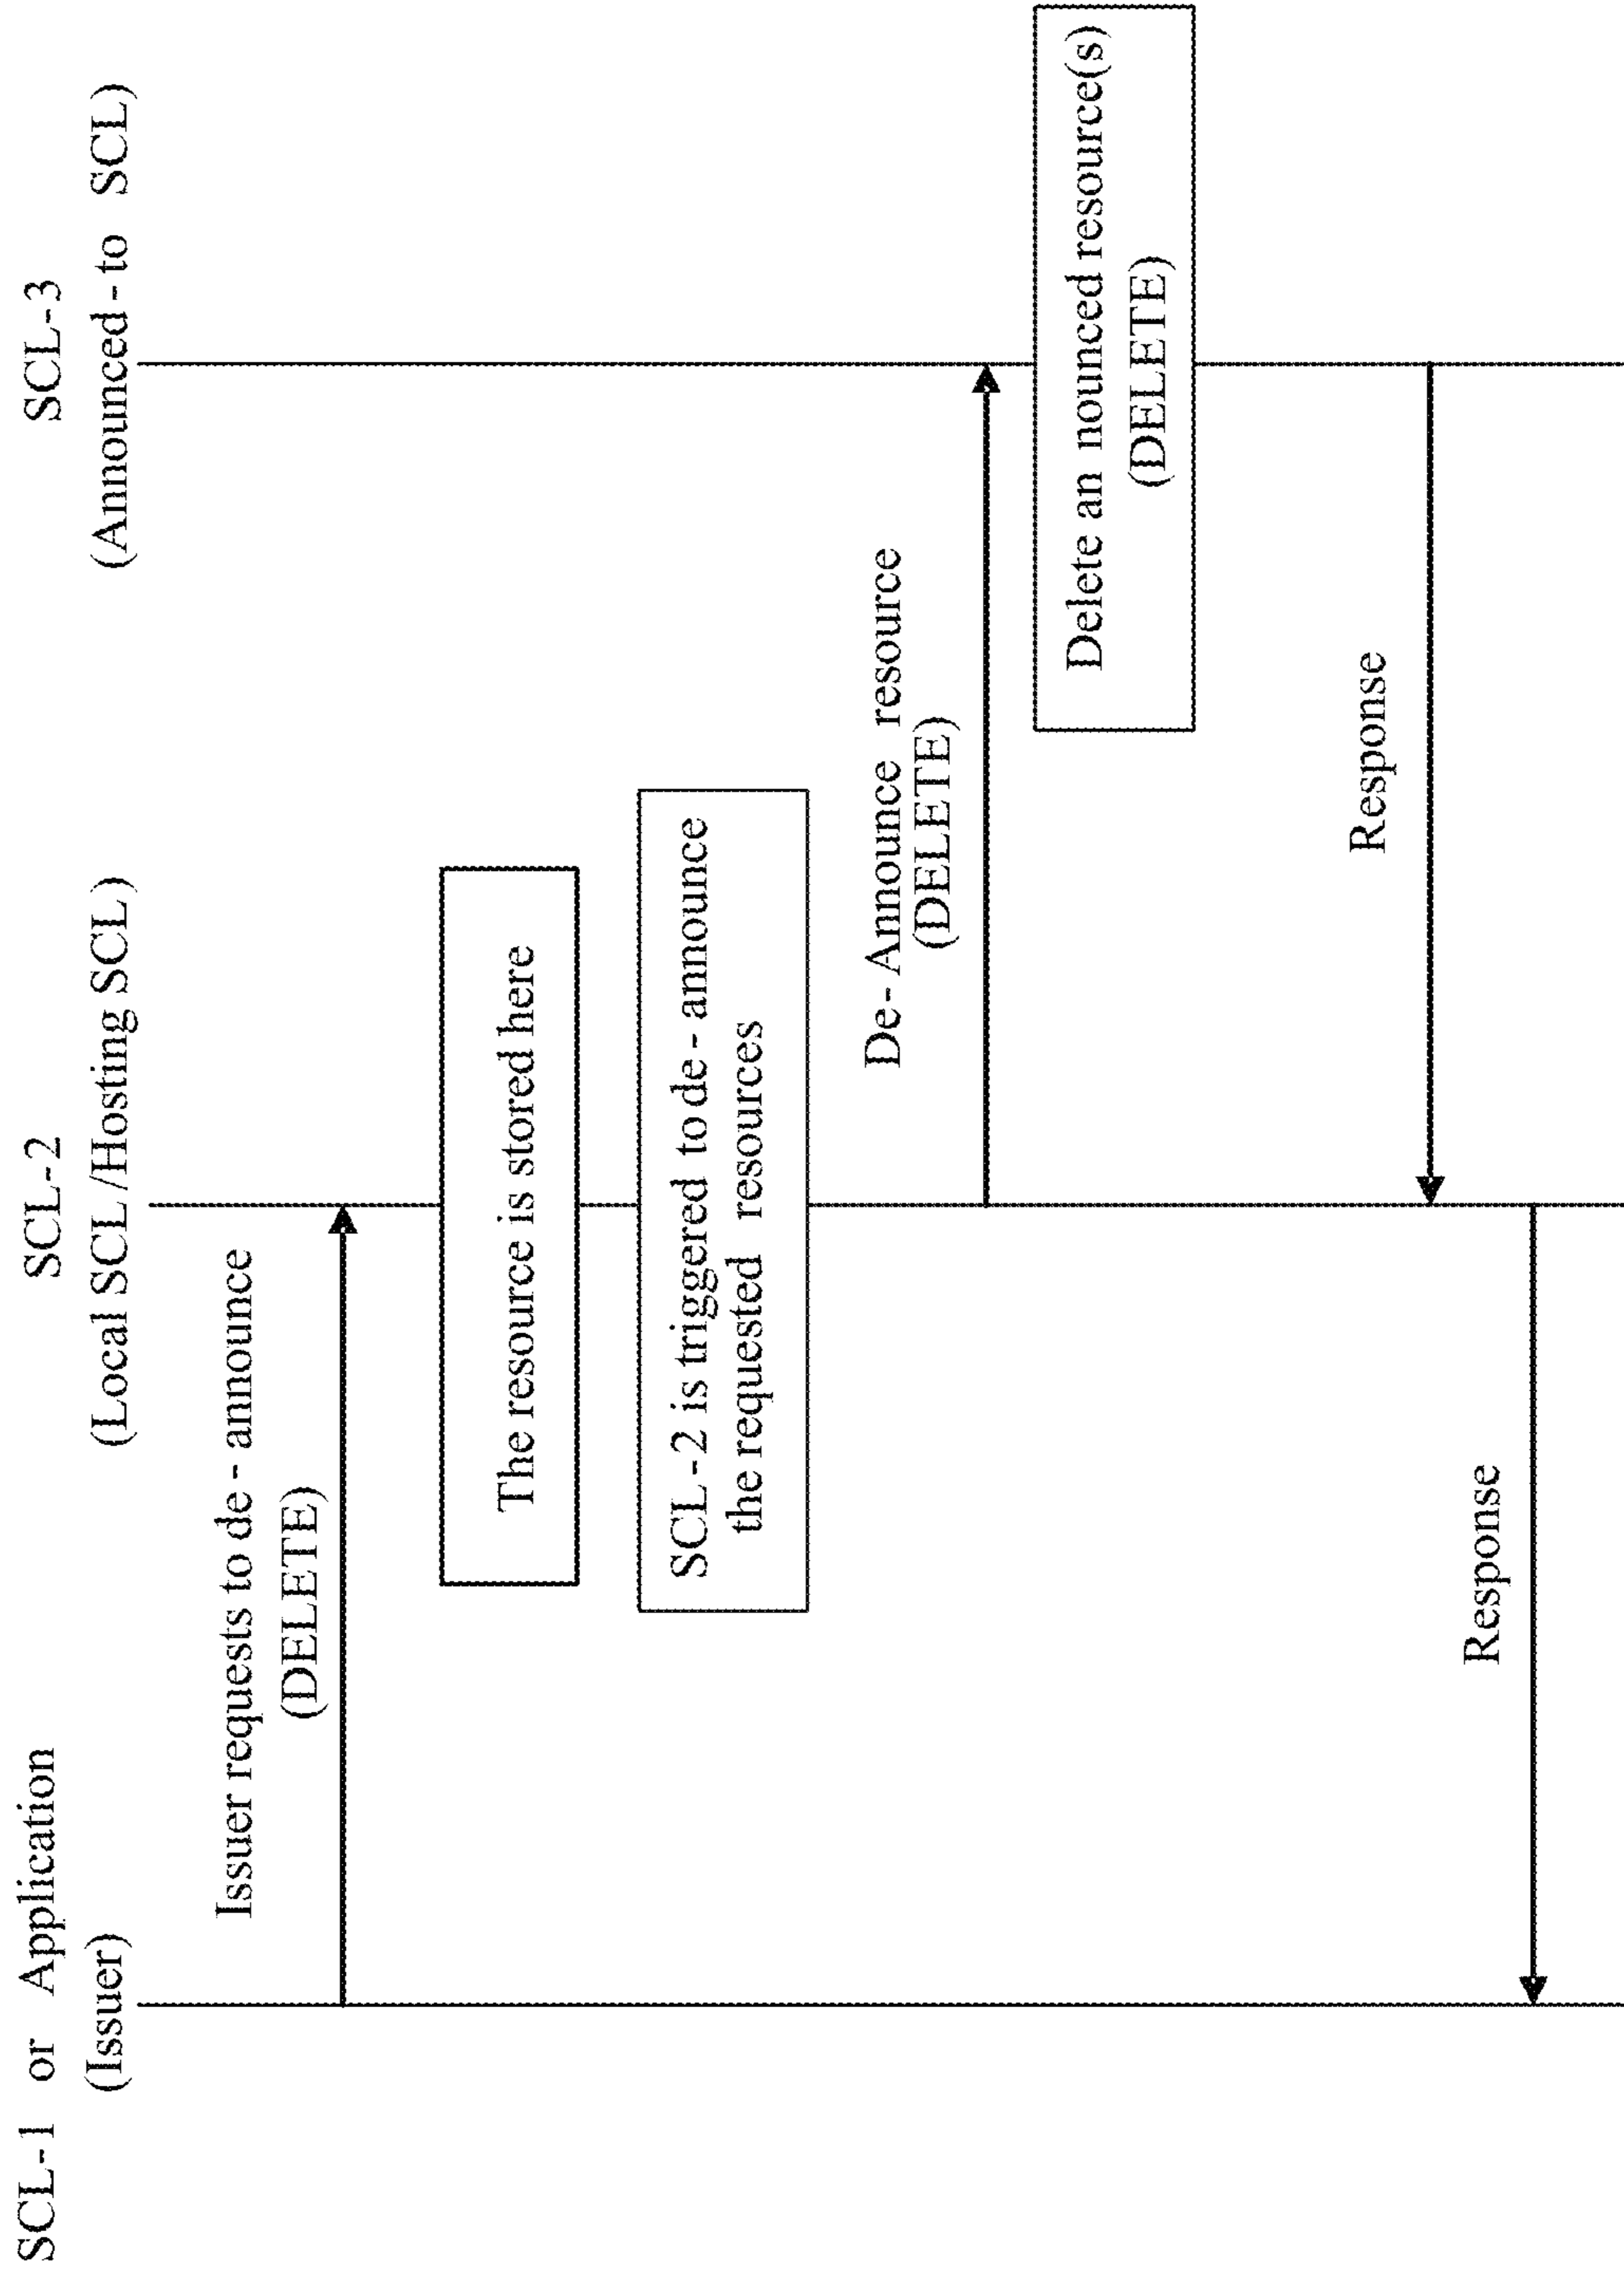 SCL-1 or Application
(Issuer)
SCL-2
(Local SCL/Hosting SCL)
SCL-3
(Announced-to SCL)
Issuer requests to de-announce
(DELETE)
The resource is stored here
SCL-2 is triggered to de-announce
the requested resources
De-Announce resource
(DELETE)
Delete an nounced resource(s)
(DELETE)
Response
Response